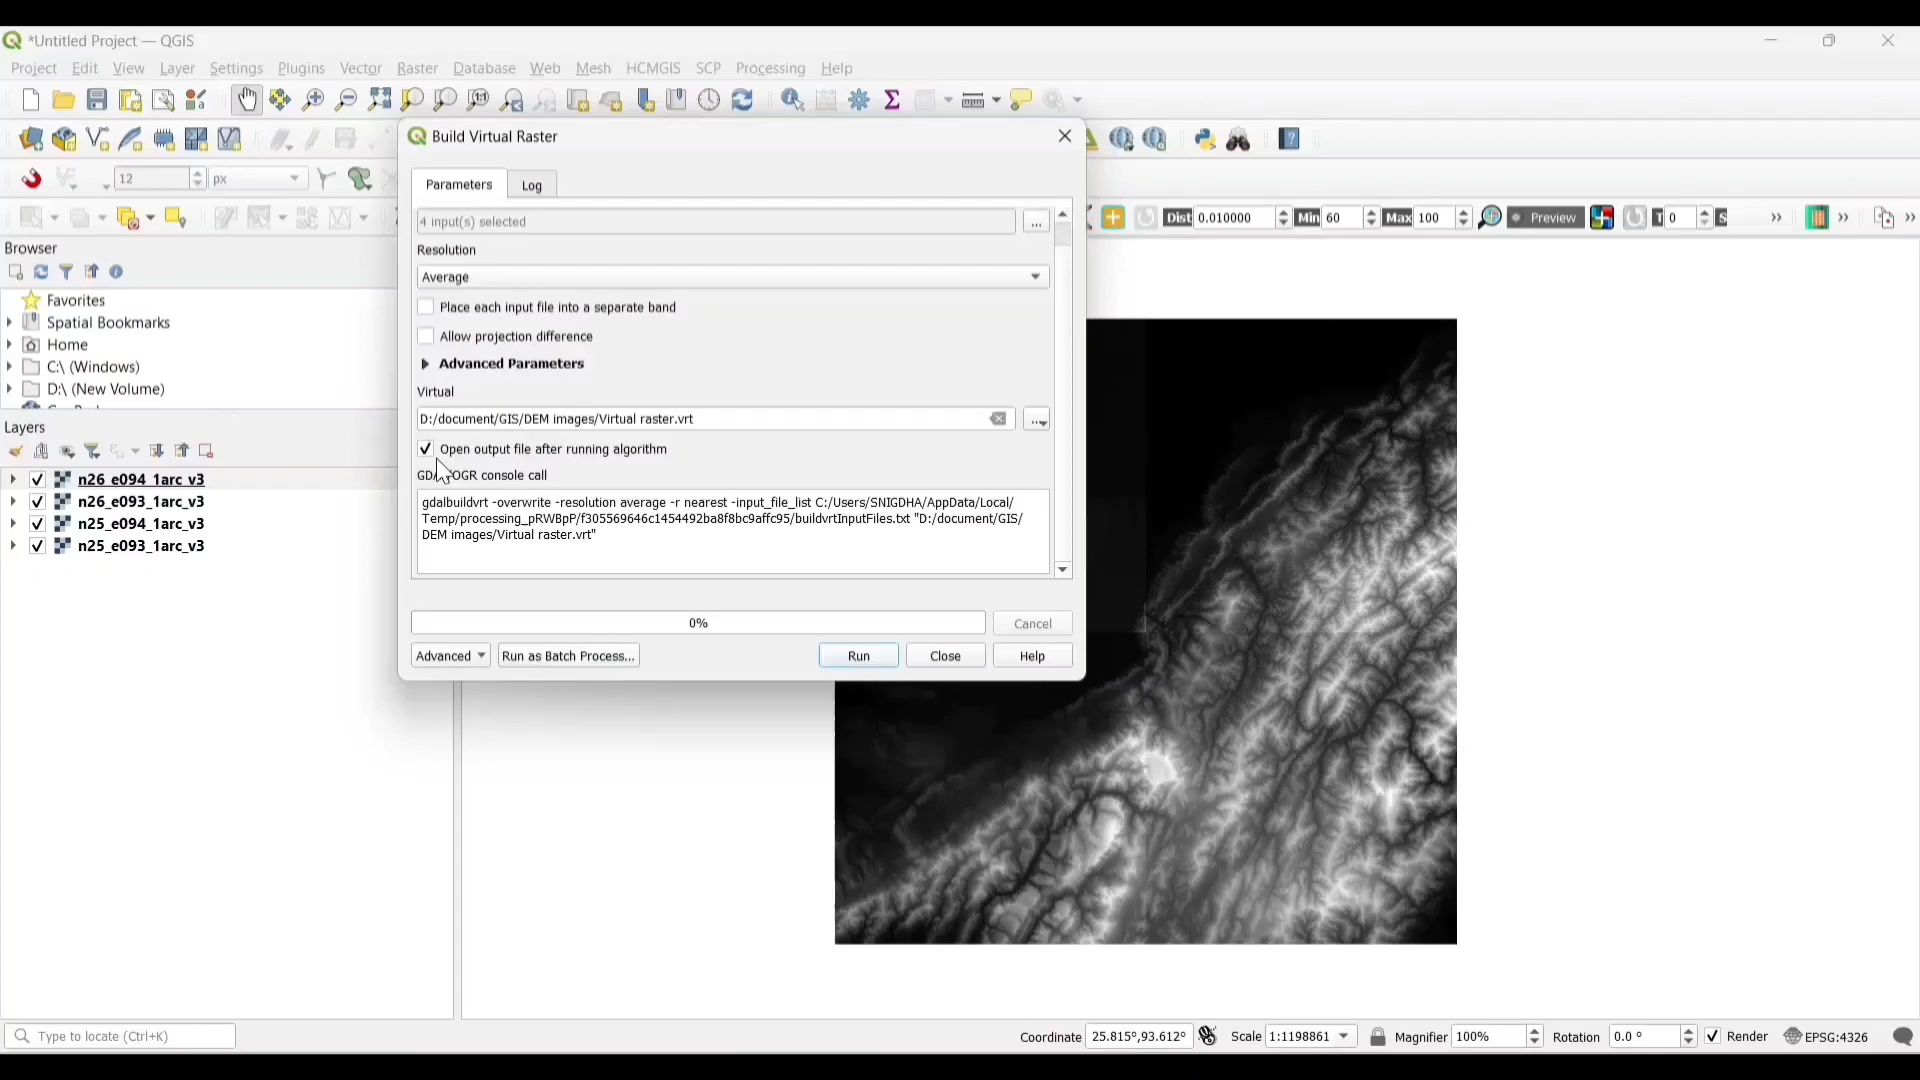 *Untitled Project — QGIS
Project Edit View Layer Settings Plugins Vector Raster Database Web Mesh HCMGIS SCP Processing Help
Build Virtual Raster
Parameters Log
12 px
4 input(s) selected
Dist 0.010000 Min 60 Max 100 Preview T 0 S
Browser
Resolution
Average
Favorites
Place each input file into a separate band
Spatial Bookmarks
Allow projection difference
Home
Advanced Parameters
C:\ (Windows)
D:\ (New Volume)
Virtual
D:/document/GIS/DEM images/Virtual raster.vrt
Layers
Open output file after running algorithm
OGR console call
n26_e094_1arc_v3
n26_e093_1arc_v3
n25_e094_1arc_v3
n25_e093_1arc_v3
gdalbuildvrt -overwrite -resolution average -r nearest -input_file_list C:/Users/SNIGDHA/AppData/Local/
Temp/processing_pRWBpP/f305569646c1454492ba8f8bc9affc95/buildvrtInputFiles.txt "D:/document/GIS/
DEM images/Virtual raster.vrt"
0% Cancel
Advanced Run as Batch Process... Run Close Help
Type to locate (Ctrl+K) Coordinate 25.815°,93.612° Scale 1:1198861 Magnifier 100% Rotation 0.0 ° Render EPSG:4326